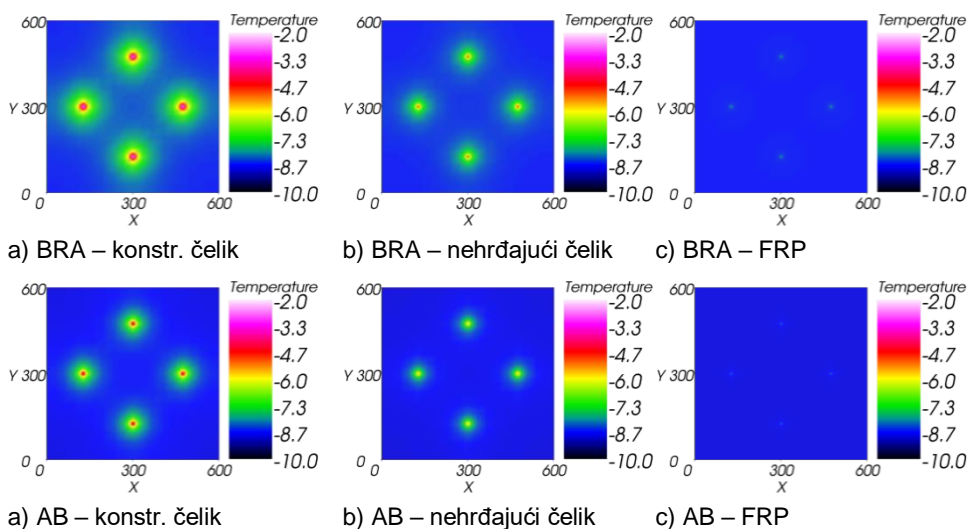 600 Temperature 600 Temperature 600 Temperature
-2.0 -2.0 -2.0
-3.3 -3.3 -3.3
-4.7 -4.7 -4.7
Y 300 -6.0 Y 300 -6.0 Y 300 -6.0
-7.3 -7.3 -7.3
-8.7 -8.7 -8.7
0 -10.0 0 -10.0 0 -10.0
0 300 600 0 300 600 0 300 600
X X X
a) BRA – konstr. čelik b) BRA – nehrđajući čelik c) BRA – FRP
600 Temperature 600 Temperature 600 Temperature
-2.0 -2.0 -2.0
-3.3 -3.3 -3.3
-4.7 -4.7 -4.7
Y 300 -6.0 Y 300 -6.0 Y 300 -6.0
-7.3 -7.3 -7.3
-8.7 -8.7 -8.7
0 -10.0 0 -10.0 0 -10.0
0 300 600 0 300 600 0 300 600
X X X
a) AB – konstr. čelik b) AB – nehrđajući čelik c) AB – FRP